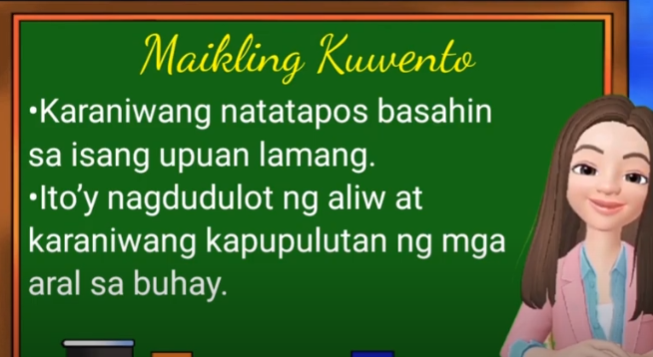 Maikling Kuwento
•Karaniwang natatapos basahin
sa isang upuan lamang.
•Ito'y nagdudulot ng aliw at
karaniwang kapupulutan ng mga
aral sa buhay.